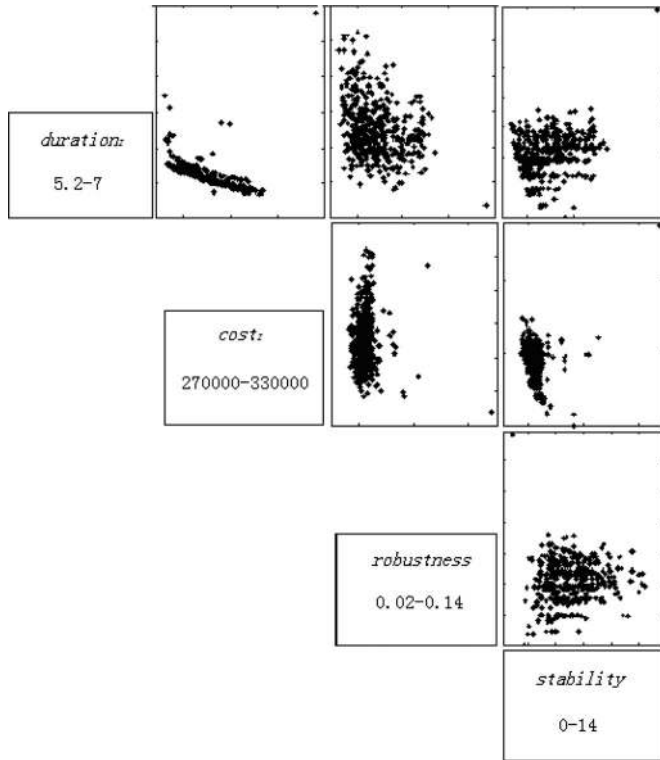 duration:
5.2-7
cost:
270000-330000
robustness
0.02-0.14
stability
0-14